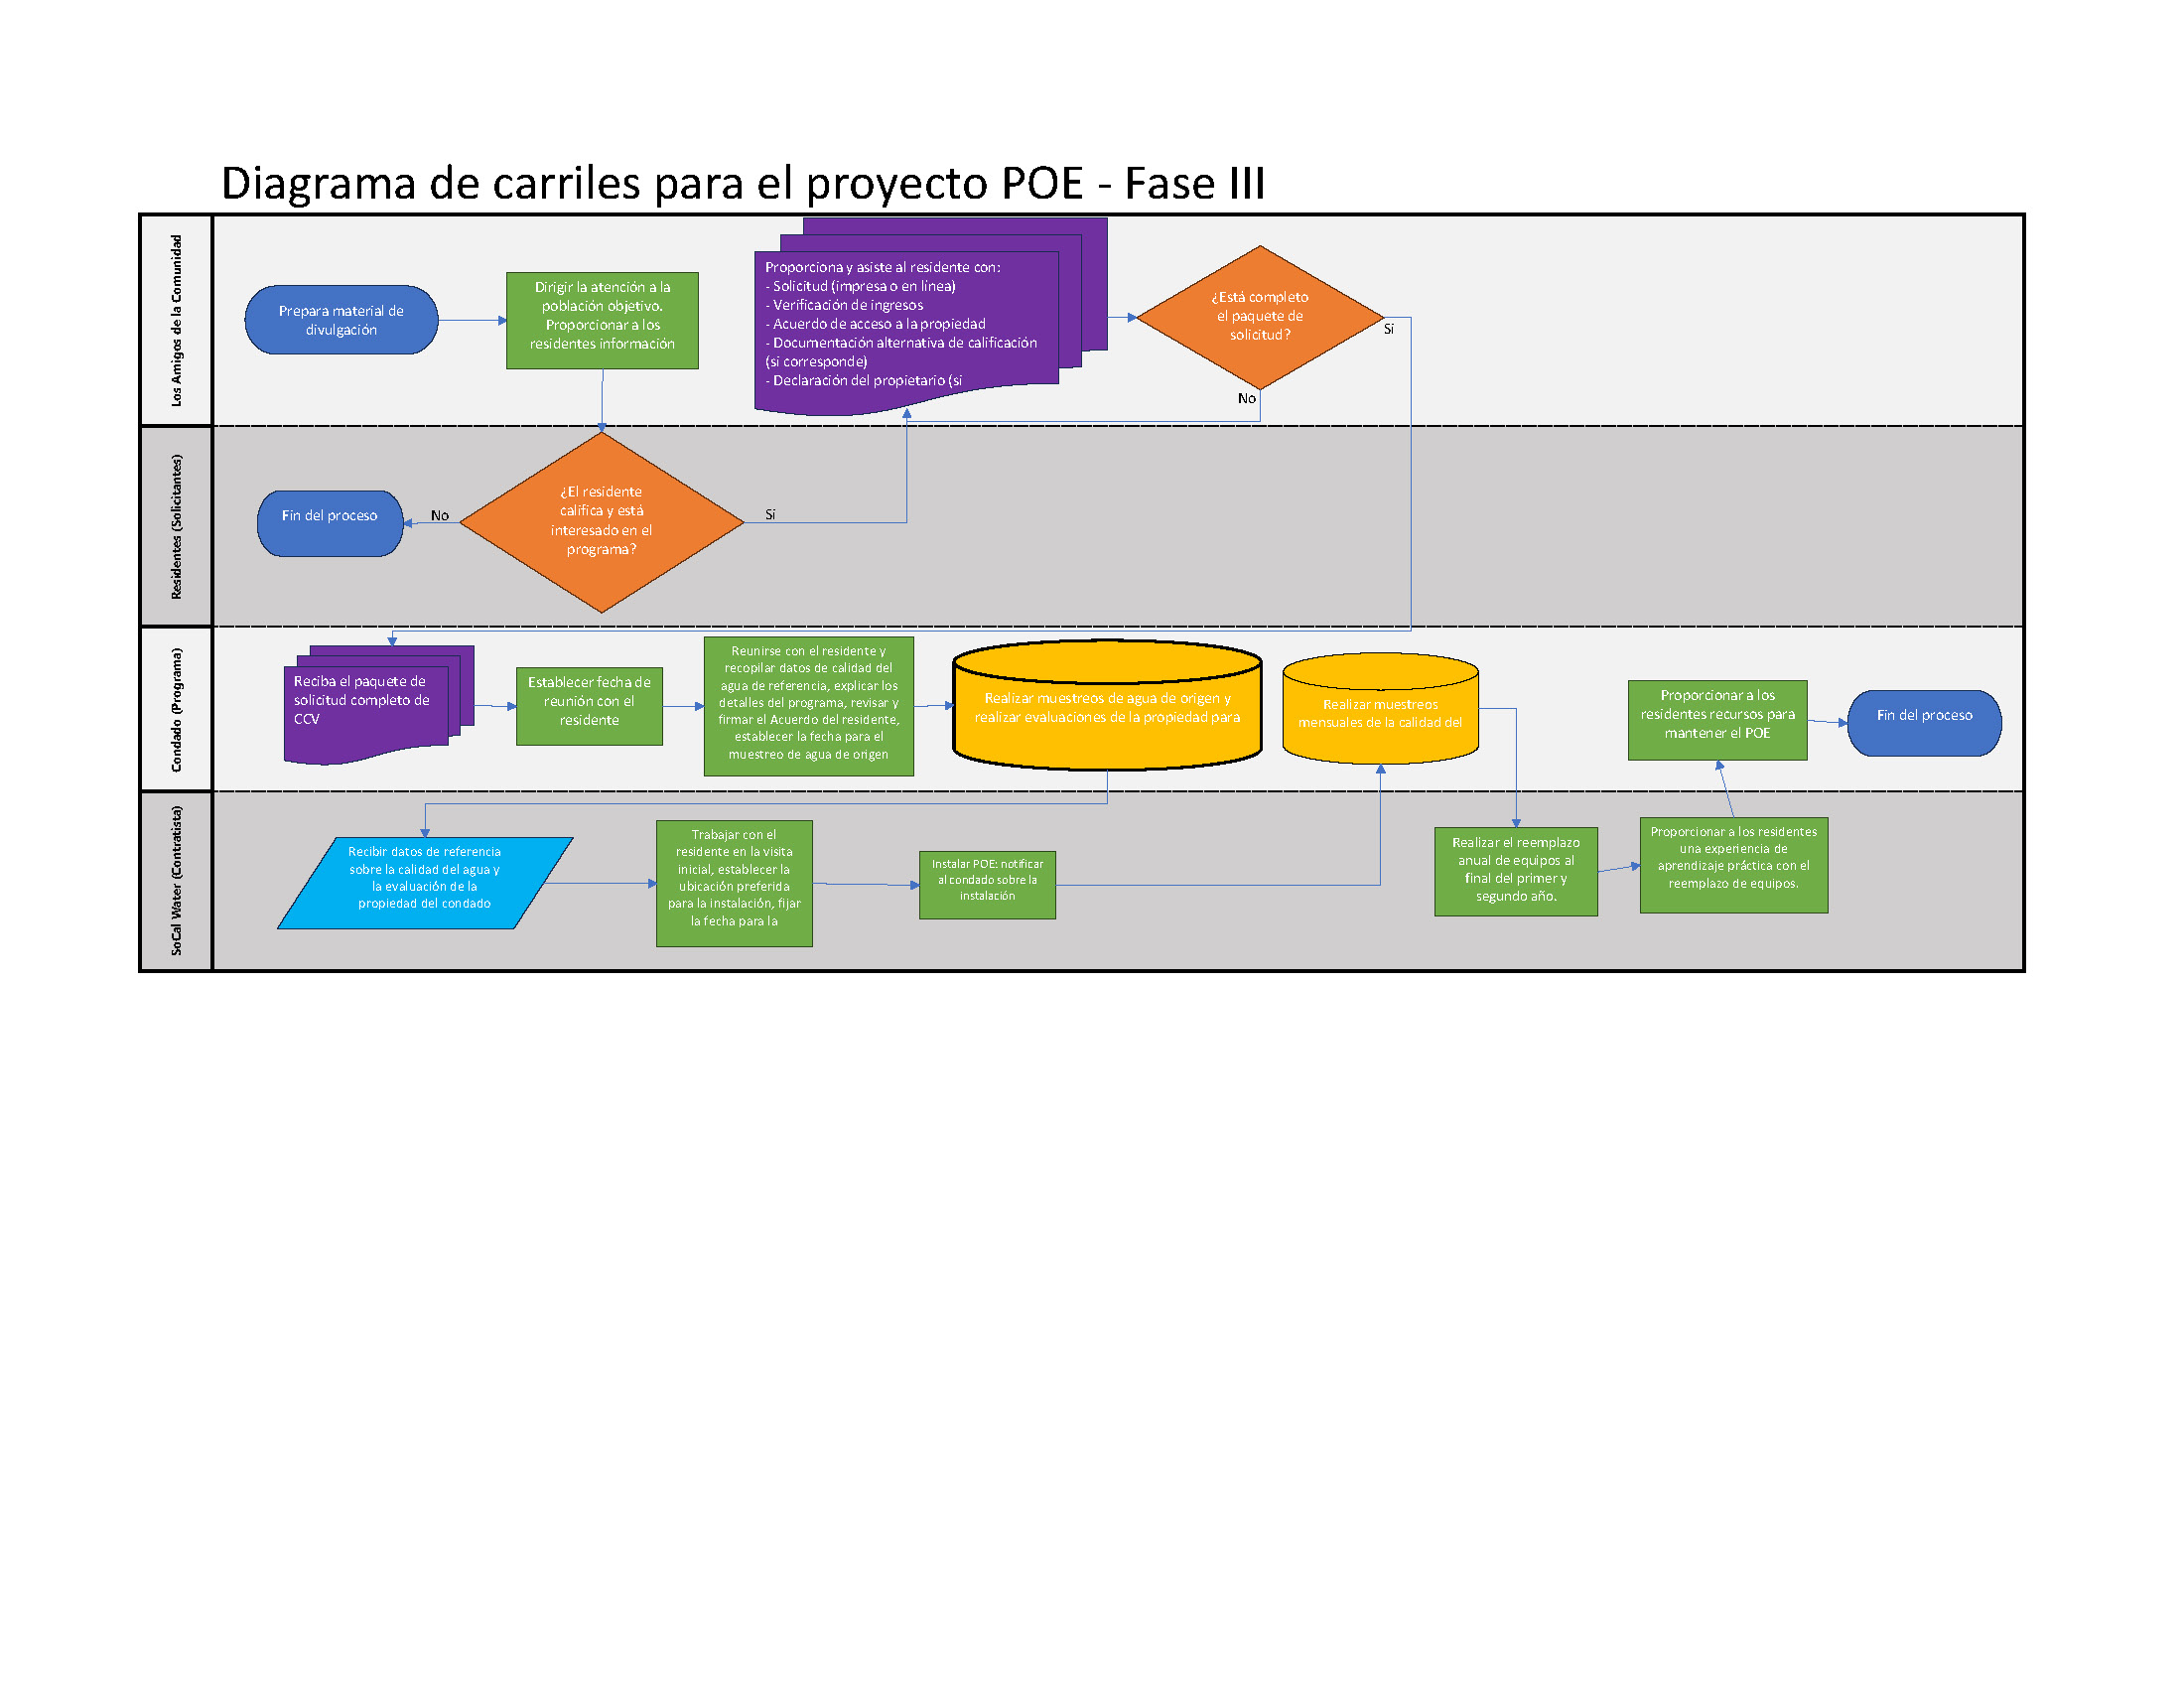 Diagrama de carriles para el proyecto POE - Fase III
Los Amigos de la Comunidad
Prepara material de
divulgación
Dirigir la atención a la
población objetivo.
Proporcionar a los
residentes información
Proporciona y asiste al residente con:
- Solicitud (impresa o en línea)
- Verificación de ingresos
- Acuerdo de acceso a la propiedad
- Documentación alternativa de calificación
(si corresponde)
- Declaración del propietario (si
¿Está completo
el paquete de
solicitud?
Sí
No
Residentes (Solicitantes)
Fin del proceso
No
¿El residente
califica y está
interesado en el
programa?
Sí
Condado (Programa)
Reciba el paquete de
solicitud completo de
CCV
Establecer fecha de
reunión con el
residente
Reunirse con el residente y
recopilar datos de calidad del
agua de referencia, explicar los
detalles del programa, revisar y
firmar el Acuerdo del residente,
establecer la fecha para el
muestreo de agua de origen
Realizar muestreos de agua de origen y
realizar evaluaciones de la propiedad para
Realizar muestreos
mensuales de la calidad del
Proporcionar a los
residentes recursos para
mantener el POE
Fin del proceso
SoCal Water (Contratista)
Recibir datos de referencia
sobre la calidad del agua y
la evaluación de la
propiedad del condado
Trabajar con el
residente en la visita
inicial, establecer la
ubicación preferida
para la instalación, fijar
la fecha para la
Instalar POE: notificar
al condado sobre la
instalación
Realizar el reemplazo
anual de equipos al
final del primer y
segundo año.
Proporcionar a los residentes
una experiencia de
aprendizaje práctica con el
reemplazo de equipos.